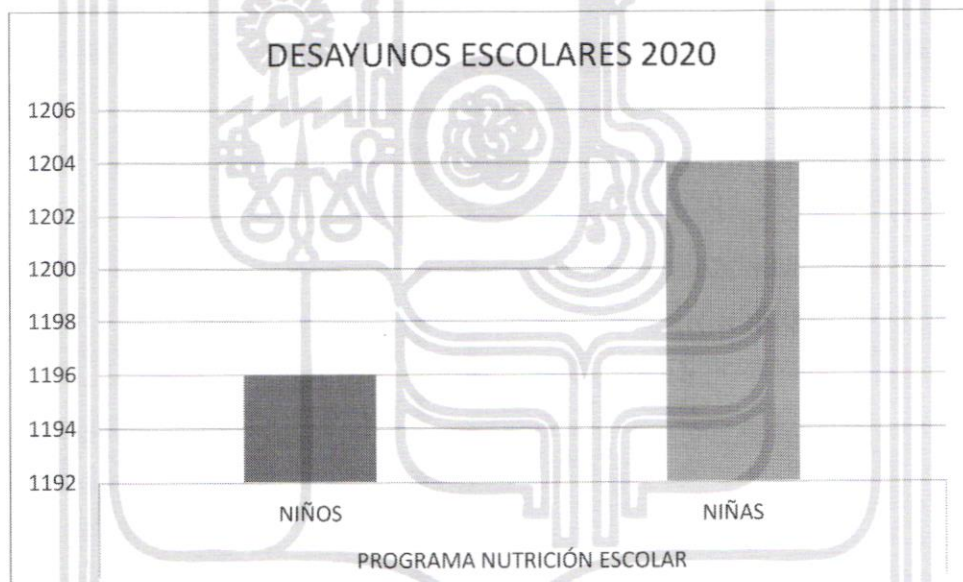 DESAYUNOS ESCOLARES 2020
1206
1204
1202
1200
1198
1196
1194
1192
NIÑOS NIÑAS
PROGRAMA NUTRICIÓN ESCOLAR